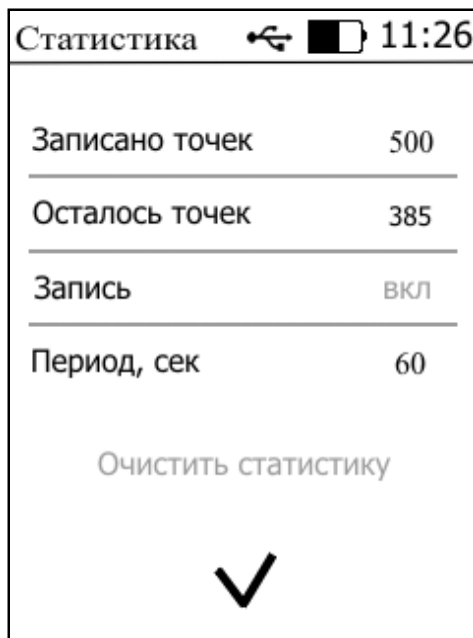 Статистика 11:26
Записано точек 500
Осталось точек 385
Запись вкл
Период, сек 60
Очистить статистику